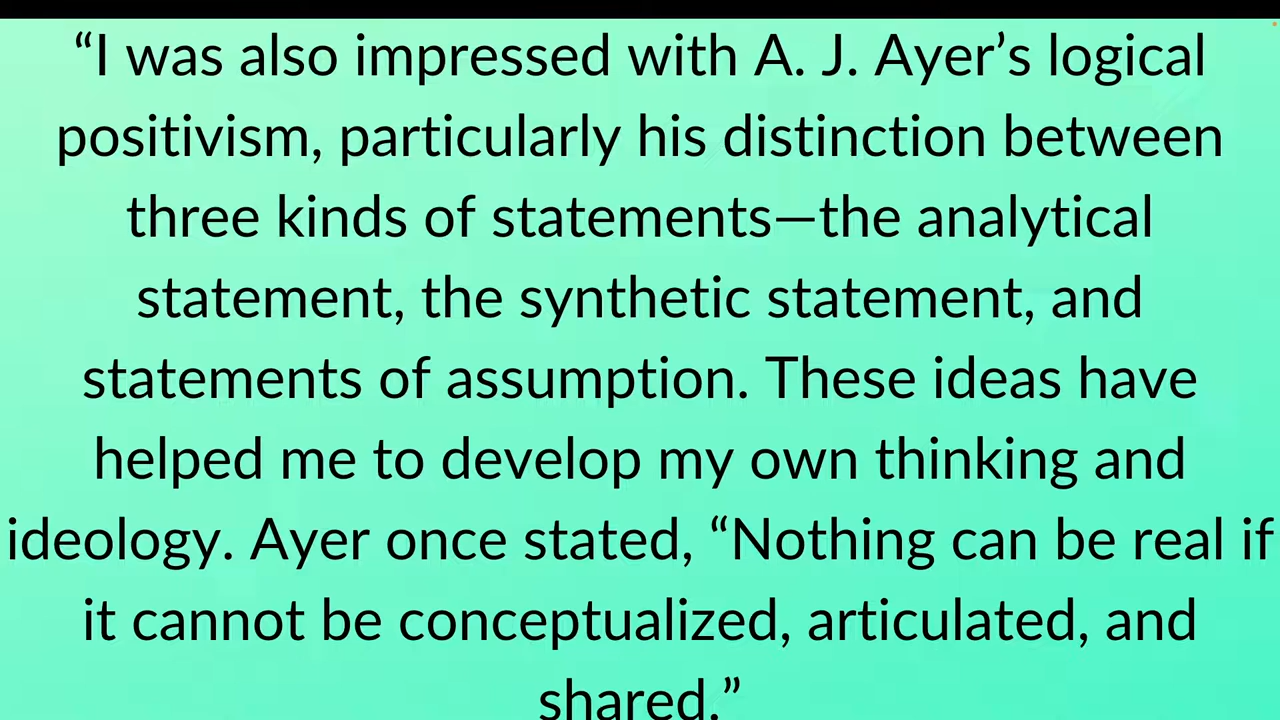 “I was also impressed with A. J. Ayer’s logical
positivism, particularly his distinction between
three kinds of statements—the analytical
statement, the synthetic statement, and
statements of assumption. These ideas have
helped me to develop my own thinking and
ideology. Ayer once stated, “Nothing can be real if
it cannot be conceptualized, articulated, and
shared.”